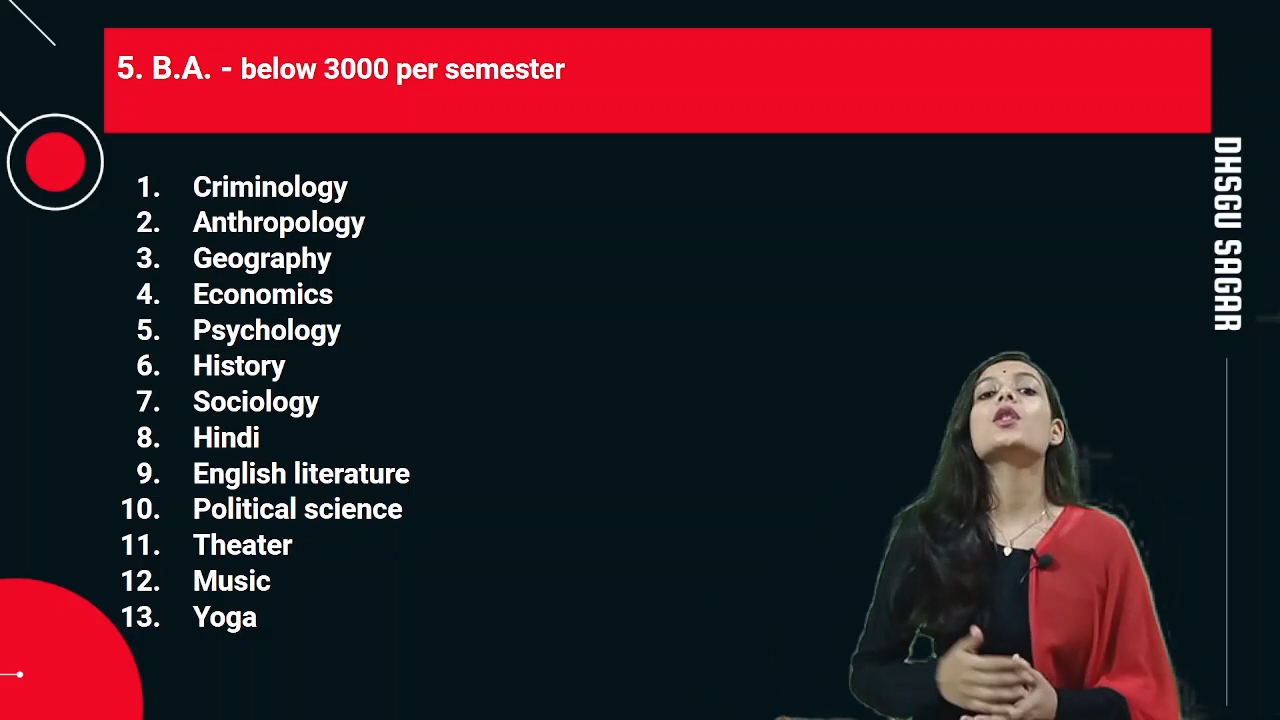 5. B.A. - below 3000 per semester
1. Criminology
2. Anthropology
3. Geography
4. Economics
5. Psychology
6. History
7. Sociology
8. Hindi
9. English literature
10. Political science
11. Theater
12. Music
13. Yoga
DHSGU SAGAR